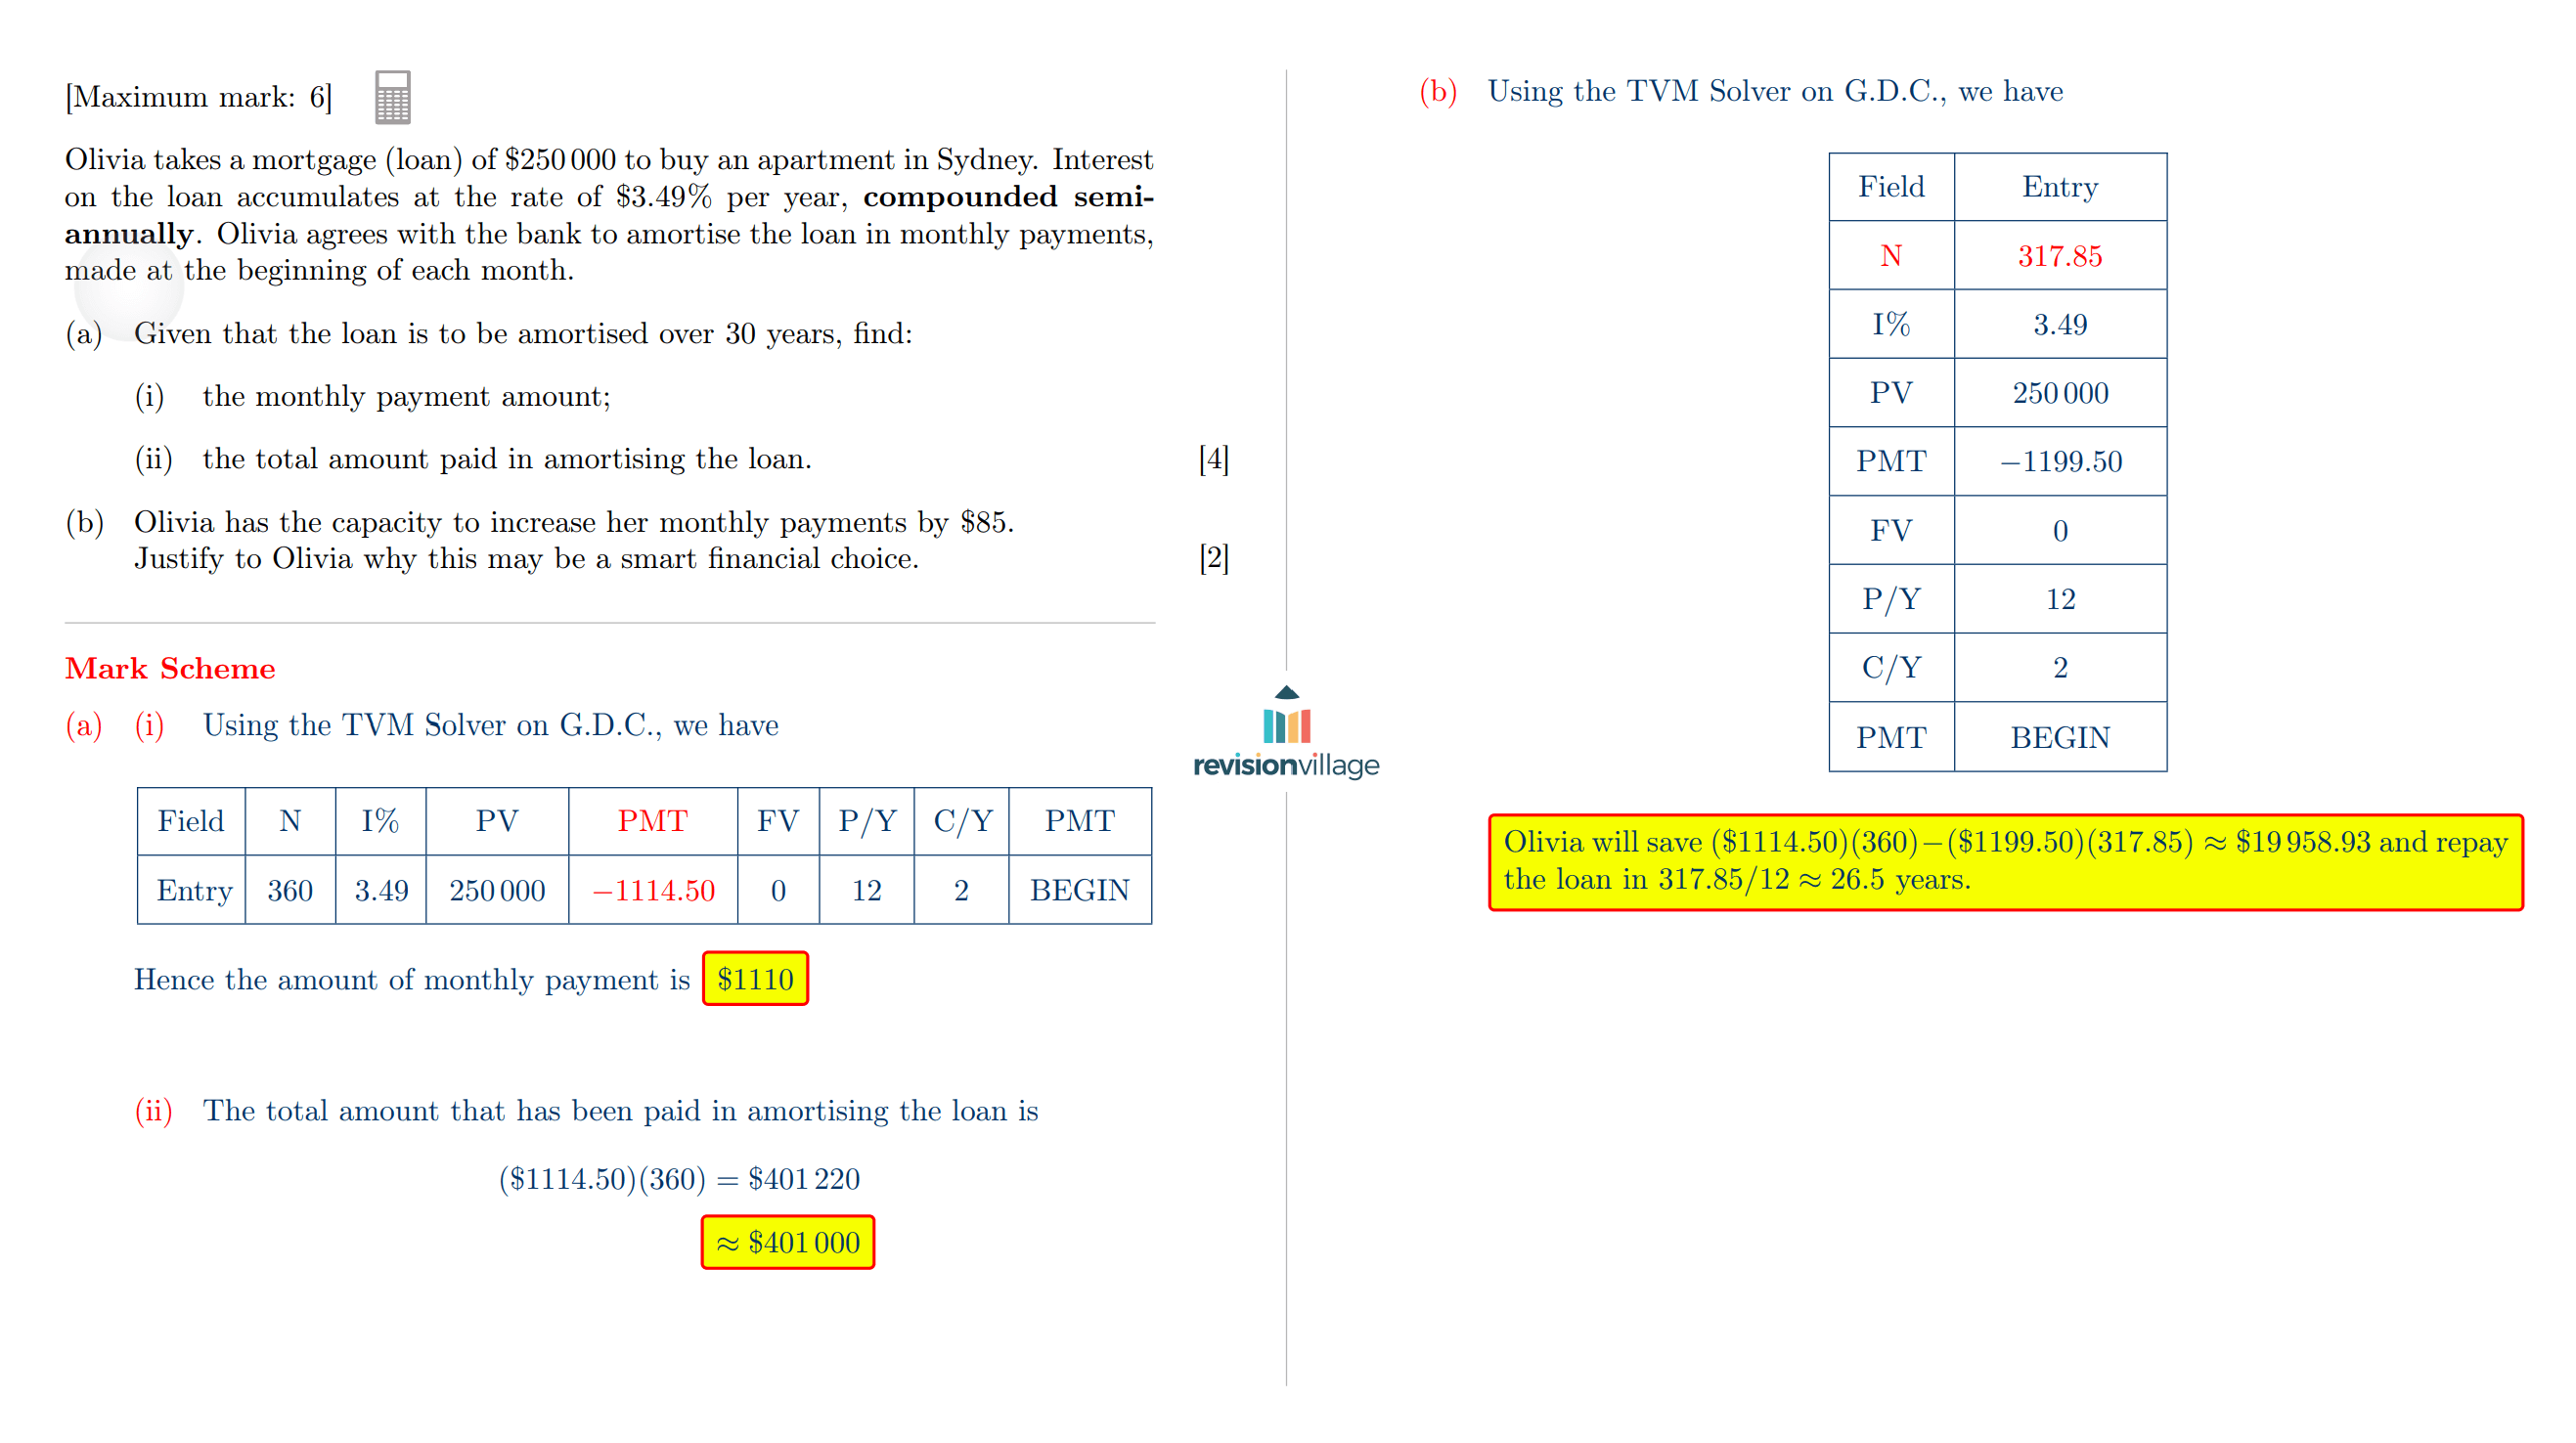 [Maximum mark: 6]
Olivia takes a mortgage (loan) of $250 000 to buy an apartment in Sydney. Interest
on the loan accumulates at the rate of $3.49% per year, compounded semi-
annually. Olivia agrees with the bank to amortise the loan in monthly payments,
made at the beginning of each month.
(a) Given that the loan is to be amortised over 30 years, find:
(i) the monthly payment amount;
(ii) the total amount paid in amortising the loan. [4]
(b) Olivia has the capacity to increase her monthly payments by $85.
Justify to Olivia why this may be a smart financial choice. [2]
Mark Scheme
(a) (i) Using the TVM Solver on G.D.C., we have
Field N I% PV PMT FV P/Y C/Y PMT
Entry 360 3.49 250 000 −1114.50 0 12 2 BEGIN
Hence the amount of monthly payment is $1110
(ii) The total amount that has been paid in amortising the loan is
($1114.50)(360) = $401 220
≈ $401 000
revisionvillage
(b) Using the TVM Solver on G.D.C., we have
Field Entry
N 317.85
I% 3.49
PV 250 000
PMT −1199.50
FV 0
P/Y 12
C/Y 2
PMT BEGIN
Olivia will save ($1114.50)(360)−($1199.50)(317.85) ≈ $19 958.93 and repay
the loan in 317.85/12 ≈ 26.5 years.